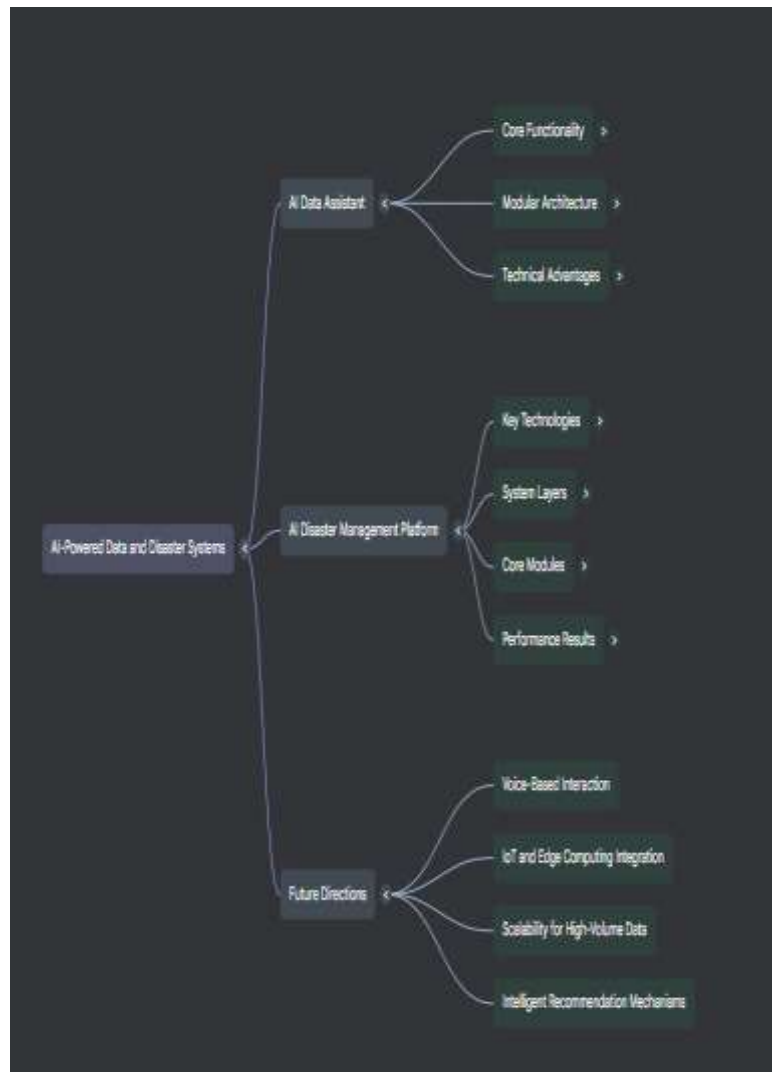 AI-Powered Data and Disaster Systems
AI Data Assistant
Core Functionality
Modular Architecture
Technical Advantages
AI Disaster Management Platform
Key Technologies
System Layers
Core Modules
Performance Results
Future Directions
Voice-Based Interaction
IoT and Edge Computing Integration
Scalability for High-Volume Data
Intelligent Recommendation Mechanisms